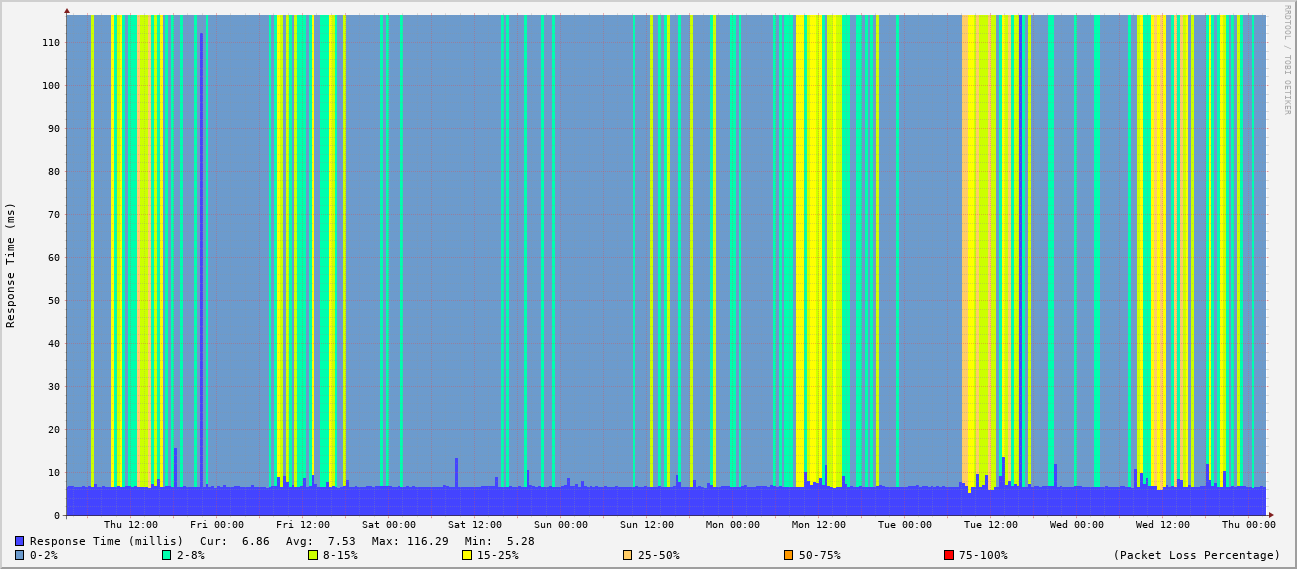 RRDTOOL / TOBI OETIKER
Response Time (ms)
110
100
90
80
70
60
50
40
30
20
10
0
Thu 12:00 Fri 00:00 Fri 12:00 Sat 00:00 Sat 12:00 Sun 00:00 Sun 12:00 Mon 00:00 Mon 12:00 Tue 00:00 Tue 12:00 Wed 00:00 Wed 12:00 Thu 00:00
Response Time (millis) Cur: 6.86 Avg: 7.53 Max: 116.29 Min: 5.28
0-2% 2-8% 8-15% 15-25% 25-50% 50-75% 75-100% (Packet Loss Percentage)